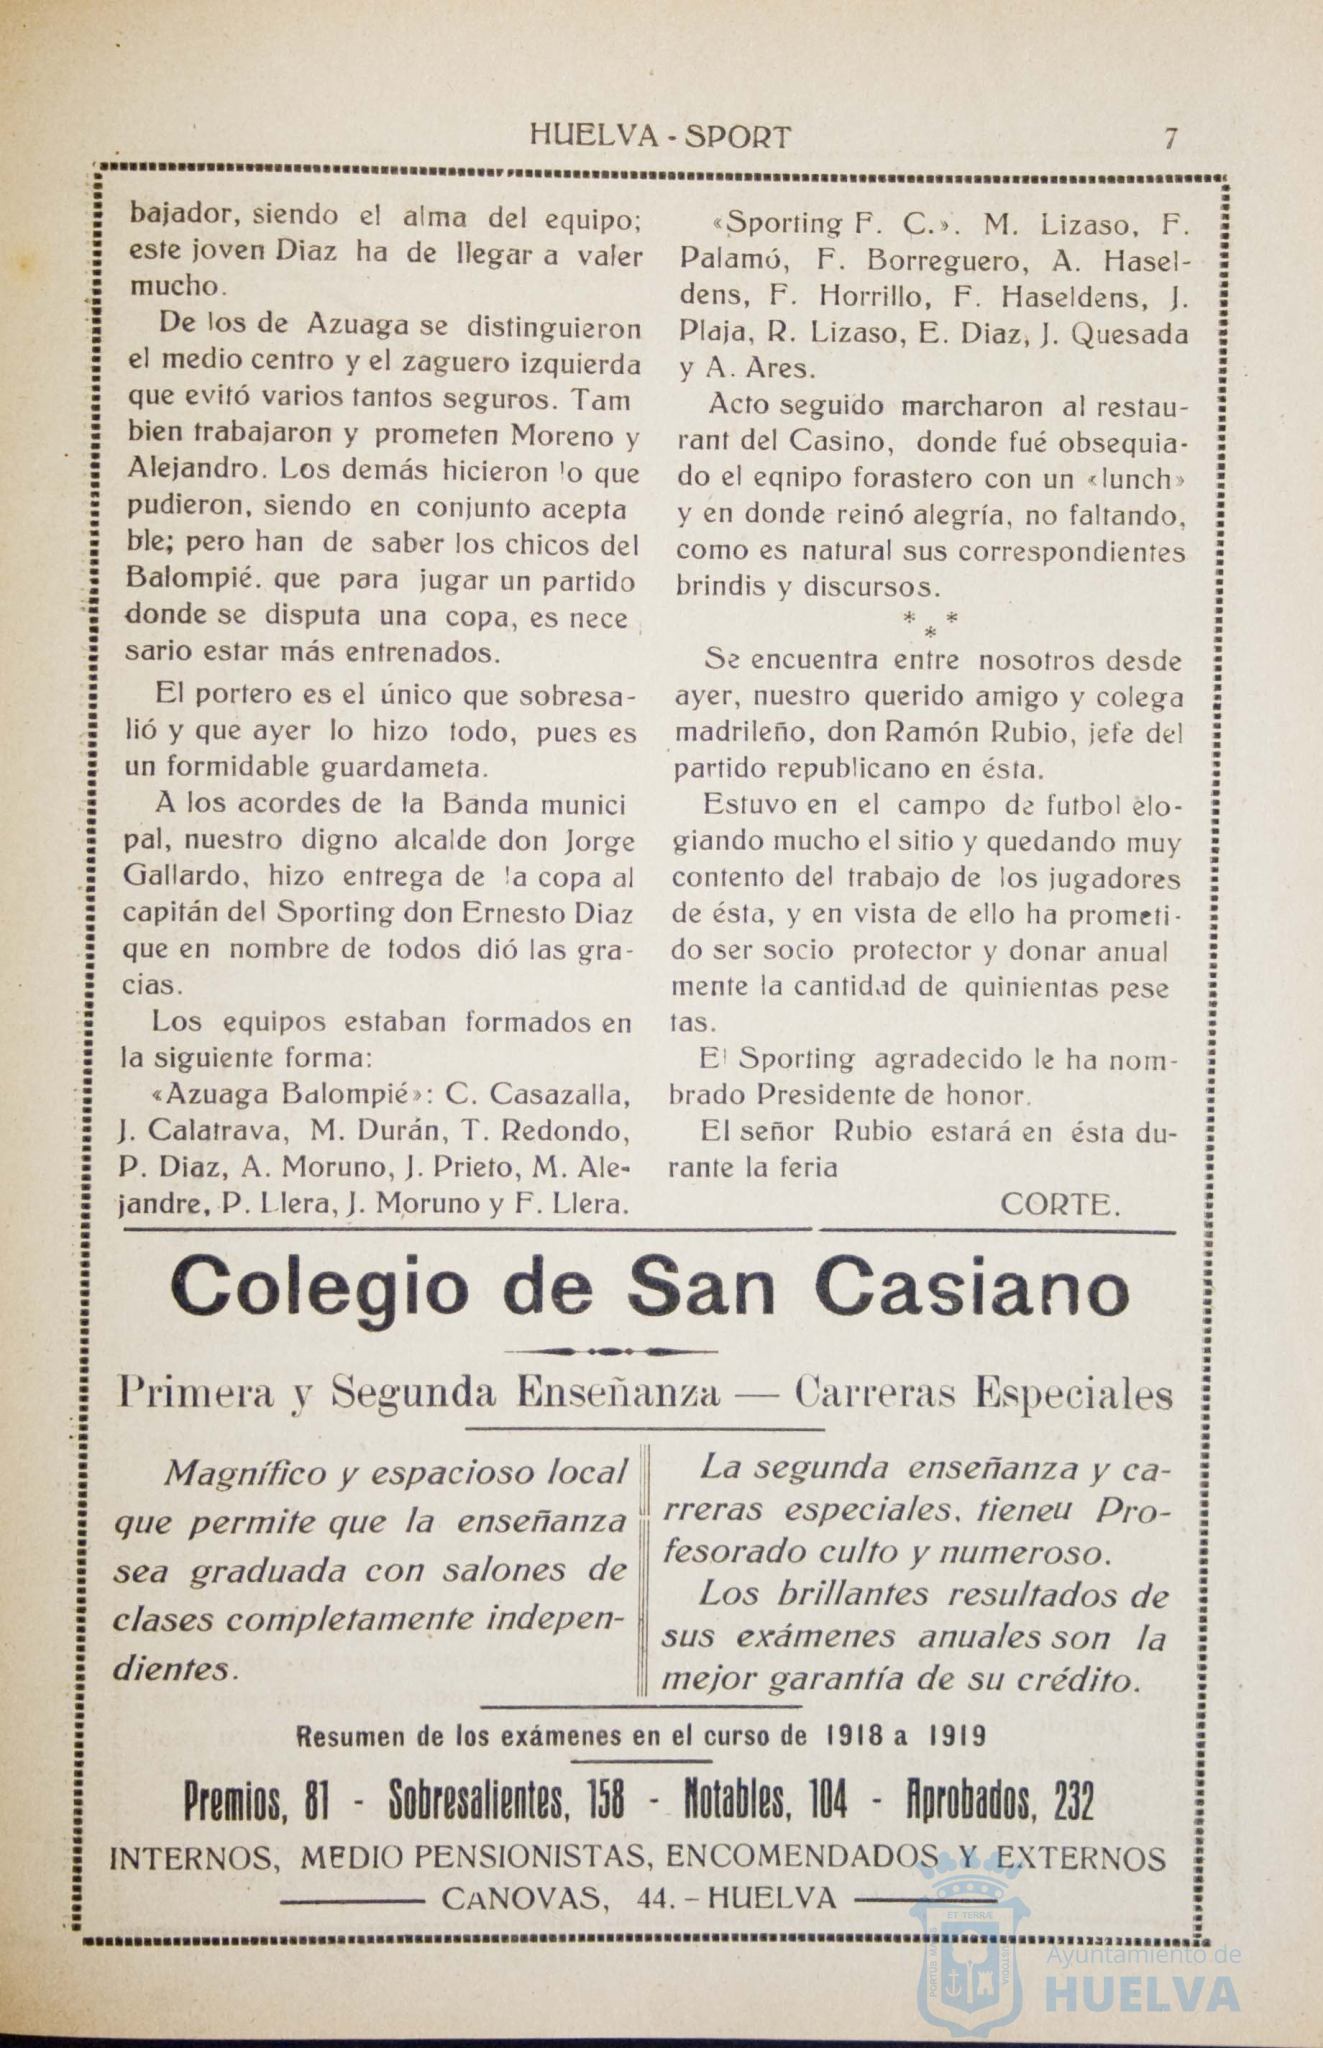 HUELVA - SPORT
7
bajador, siendo el alma del equipo;
este joven Diaz ha de llegar a valer
mucho.
De los de Azuaga se distinguieron
el medio centro y el zaguero izquierda
que evitó varios tantos seguros. Tam
bien trabajaron y prometen Moreno y
Alejandro. Los demás hicieron lo que
pudieron, siendo en conjunto acepta
ble; pero han de saber los chicos del
Balompié. que para jugar un partido
donde se disputa una copa, es nece
sario estar más entrenados.
El portero es el único que sobresa-
lió y que ayer lo hizo todo, pues es
un formidable guardameta.
A los acordes de la Banda munici
pal, nuestro digno alcalde don Jorge
Gallardo, hizo entrega de la copa al
capitán del Sporting don Ernesto Diaz
que en nombre de todos dió las gra-
cias.
Los equipos estaban formados en
la siguiente forma:
«Azuaga Balompié»: C. Casazalla,
J. Calatrava, M. Durán, T. Redondo,
P. Diaz, A. Moruno, J. Prieto, M. Ale-
jandre, P. Llera, J. Moruno y F. Llera.
«Sporting F. C.». M. Lizaso, F.
Palamó, F. Borreguero, A. Hasel-
dens, F. Horrillo, F. Haseldens, J.
Plaja, R. Lizaso, E. Diaz, J. Quesada
y A. Ares.
Acto seguido marcharon al restau-
rant del Casino, donde fué obsequia-
do el eqnipo forastero con un «lunch»
y en donde reinó alegría, no faltando,
como es natural sus correspondientes
brindis y discursos.
* * *
Se encuentra entre nosotros desde
ayer, nuestro querido amigo y colega
madrileño, don Ramón Rubio, jefe del
partido republicano en ésta.
Estuvo en el campo de futbol elo-
giando mucho el sitio y quedando muy
contento del trabajo de los jugadores
de ésta, y en vista de ello ha prometi-
do ser socio protector y donar anual
mente la cantidad de quinientas pese
tas.
El Sporting agradecido le ha nom-
brado Presidente de honor.
El señor Rubio estará en ésta du-
rante la feria
CORTE.
Colegio de San Casiano
Primera y Segunda Enseñanza — Carreras Especiales
Magnífico y espacioso local
que permite que la enseñanza
sea graduada con salones de
clases completamente indepen-
dientes.
La segunda enseñanza y ca-
rreras especiales. tieneu Pro-
fesorado culto y numeroso.
Los brillantes resultados de
sus exámenes anuales son la
mejor garantía de su crédito.
Resumen de los exámenes en el curso de 1918 a 1919
Premios, 81 - Sobresalientes, 158 - Notables, 104 - Aprobados, 232
INTERNOS, MEDIO PENSIONISTAS, ENCOMENDADOS Y EXTERNOS
CANOVAS, 44. - HUELVA
ET TERRÆ
PORTUS MARIS
CUSTODIA
Ayuntamiento de
HUELVA